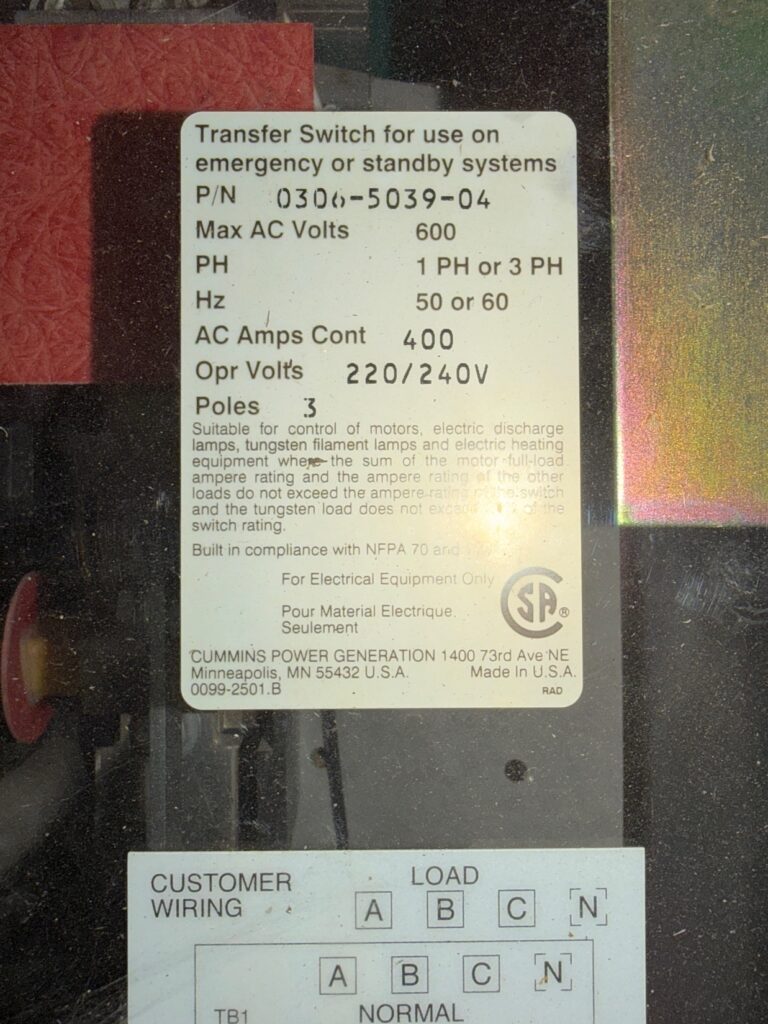 Transfer Switch for use on
emergency or standby systems
P/N 0306-5039-04
Max AC Volts 600
PH 1 PH or 3 PH
Hz 50 or 60
AC Amps Cont 400
Opr Volts 220/240V
Poles 3
Suitable for control of motors, electric discharge
lamps, tungsten filament lamps and electric heating
equipment where the sum of the motor full-load
ampere rating and the ampere rating of the other
loads do not exceed the ampere rating of the switch
and the tungsten load does not exceed of the
switch rating.
Built in compliance with NFPA 70 and
For Electrical Equipment Only
Pour Material Electrique
Seulement
SA ®
CUMMINS POWER GENERATION 1400 73rd Ave NE
Minneapolis, MN 55432 U.S.A. Made In U.S.A.
0099-2501.B RAD
CUSTOMER LOAD
WIRING A B C N
A B C N
TB1 NORMAL